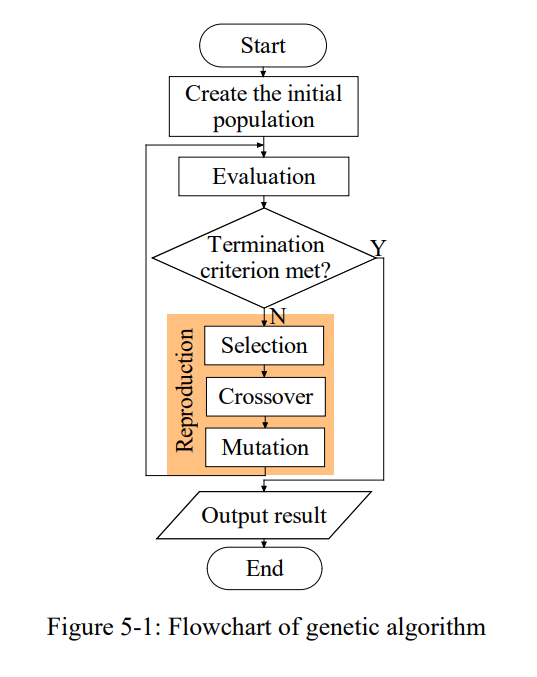 Start
Create the initial
population
Evaluation
Termination
criterion met?
Y
N
Reproduction
Selection
Crossover
Mutation
Output result
End
Figure 5-1: Flowchart of genetic algorithm